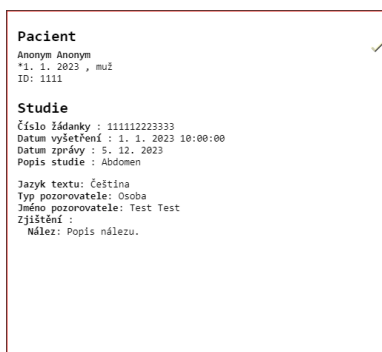 Pacient
Anonym Anonym
*1. 1. 2023 , muž
ID: 1111
Studie
Číslo žádanky : 111112223333
Datum vyšetření : 1. 1. 2023 10:00:00
Datum zprávy : 5. 12. 2023
Popis studie : Abdomen
Jazyk textu: Čeština
Typ pozorovatele: Osoba
Jméno pozorovatele: Test Test
Zjištění :
Nález: Popis nálezu.